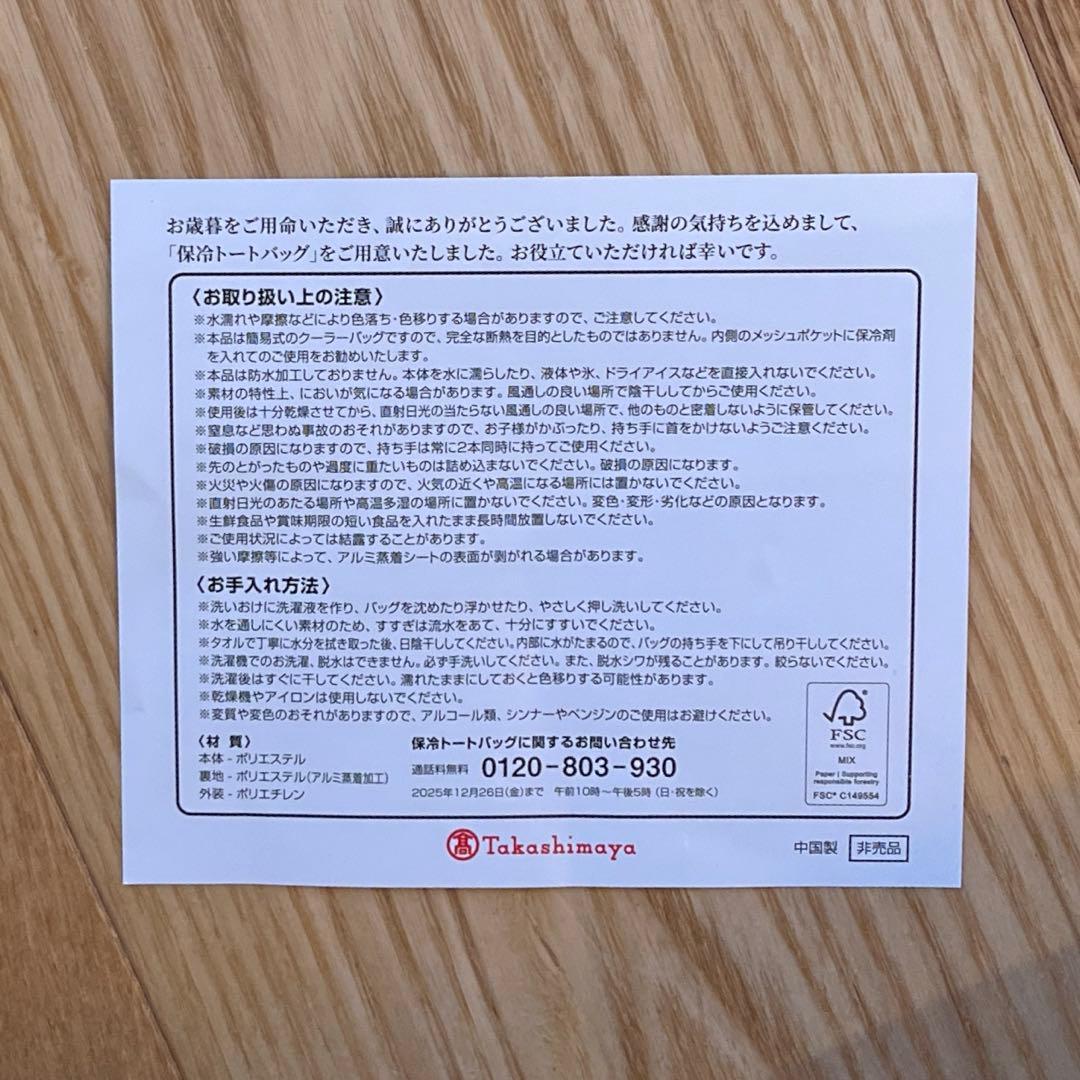 お歳暮をご用命いただき、誠にありがとうございました。感謝の気持ちを込めまして、
「保冷トートバッグ」をご用意いたしました。お役立ていただければ幸いです。
〈お取り扱い上の注意〉
※水濡れや摩擦などにより色落ち・色移りする場合がありますので、ご注意してください。
※本品は簡易式のクーラーバッグですので、完全な断熱を目的としたものではありません。内側のメッシュポケットに保冷剤
を入れてのご使用をお勧めいたします。
※本品は防水加工しておりません。本体を水に濡らしたり、液体や氷、ドライアイスなどを直接入れないでください。
※素材の特性上、においが気になる場合があります。風通しの良い場所で陰干ししてからご使用ください。
※使用後は十分乾燥させてから、直射日光の当たらない風通しの良い場所で、他のものと密着しないように保管してください。
※窒息など思わぬ事故のおそれがありますので、お子様がかぶったり、持ち手に首をかけないようご注意ください。
※破損の原因になりますので、持ち手は常に2本同時に持ってご使用ください。
※先のとがったものや過度に重たいものは詰め込まないでください。破損の原因になります。
※火災や火傷の原因になりますので、火気の近くや高温になる場所には置かないでください。
※直射日光のあたる場所や高温多湿の場所に置かないでください。変色・変形・劣化などの原因となります。
※生鮮食品や賞味期限の短い食品を入れたまま長時間放置しないでください。
※ご使用状況によっては結露することがあります。
※強い摩擦等によって、アルミ蒸着シートの表面が剥がれる場合があります。
〈お手入れ方法〉
※洗いおけに洗濯液を作り、バッグを沈めたり浮かせたり、やさしく押し洗いしてください。
※水を通しにくい素材のため、すすぎは流水をあて、十分にすすいでください。
※タオルで丁寧に水分を拭き取った後、日陰干ししてください。内部に水がたまるので、バッグの持ち手を下にして吊り干ししてください。
※洗濯機でのお洗濯、脱水はできません。必ず手洗いしてください。また、脱水シワが残ることがあります。絞らないでください。
※洗濯後はすぐに干してください。濡れたままにしておくと色移りする可能性があります。
※乾燥機やアイロンは使用しないでください。
※変質や変色のおそれがありますので、アルコール類、シンナーやベンジンのご使用はお避けください。
〈材 質〉
本体 - ポリエステル
裏地 - ポリエステル(アルミ蒸着加工)
外装 - ポリエチレン
保冷トートバッグに関するお問い合わせ先
通話料無料 0120-803-930
2025年12月26日(金)まで 午前10時〜午後5時(日・祝を除く)
FSC
www.fsc.org
MIX
Paper | Supporting
responsible forestry
FSC® C149554
髙 Takashimaya
中国製 非売品